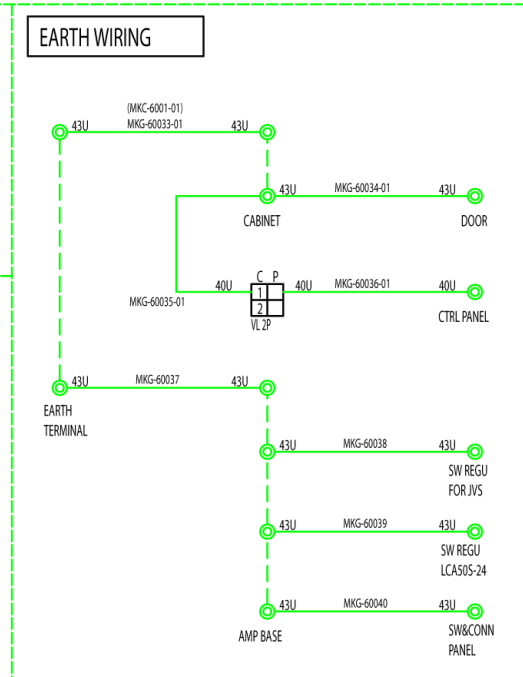 EARTH WIRING
(MKC-6001-01)
43U MKG-60033-01 43U
43U MKG-60034-01 43U
CABINET DOOR
C P
40U 1 40U MKG-60036-01 40U
MKG-60035-01 2 CTRL PANEL
VL 2P
43U MKG-60037 43U
EARTH
TERMINAL
43U MKG-60038 43U
SW REGU
FOR JVS
43U MKG-60039 43U
SW REGU
LCA50S-24
43U MKG-60040 43U
AMP BASE SW&CONN
PANEL